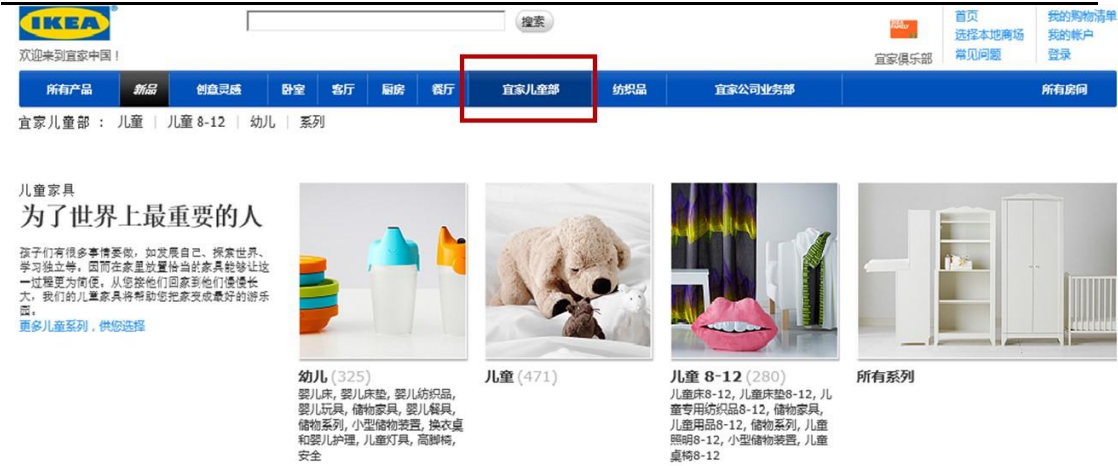 IKEA
®
搜索
IKEA FAMILY
首页
我的购物清单
选择本地商场
我的帐户
宜家俱乐部
常见问题
登录
欢迎来到宜家中国！
所有产品 新品 创意灵感 卧室 客厅 厨房 餐厅 宜家儿童部 纺织品 宜家公司业务部 所有房间
宜家儿童部 ： 儿童 | 儿童 8-12 | 幼儿 | 系列
儿童家具
为了世界上最重要的人
孩子们有很多事情要做，如发展自己、探索世界、
学习独立等。因而在家里放置恰当的家具能够让这
一过程更为简便。从您接他们回家到他们慢慢长
大，我们的儿童家具将帮助您把家变成最好的游乐
园。
更多儿童系列，供您选择
幼儿 (325)
婴儿床, 婴儿床垫, 婴儿纺织品,
婴儿玩具, 储物家具, 婴儿餐具,
储物系列, 小型储物装置, 换衣桌
和婴儿护理, 儿童灯具, 高脚椅,
安全
儿童 (471)
儿童 8-12 (280)
儿童床8-12, 儿童床垫8-12, 儿
童专用纺织品8-12, 储物家具,
儿童用品8-12, 储物系列, 儿童
照明8-12, 小型储物装置, 儿童
桌椅8-12
所有系列